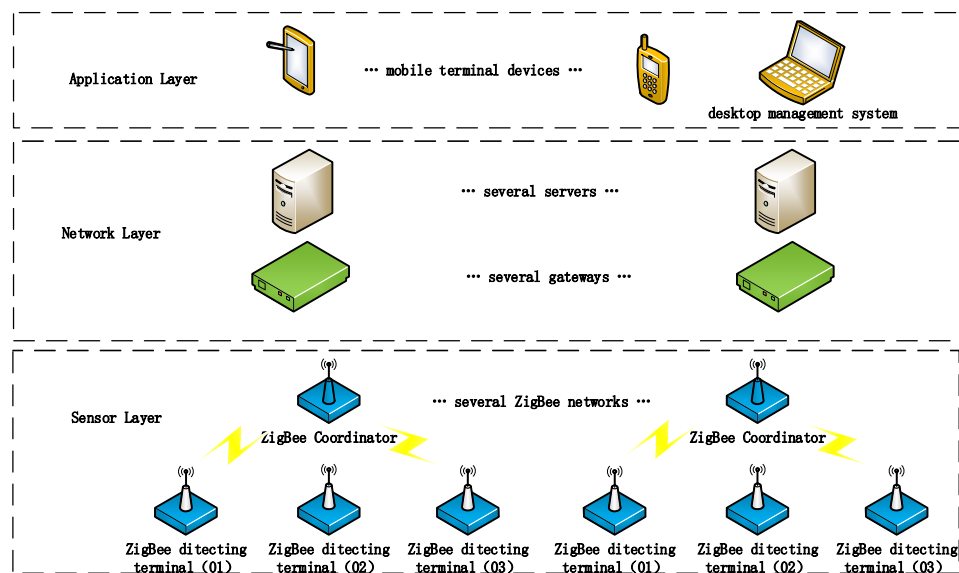 Application Layer
… mobile terminal devices …
desktop management system
Network Layer
… several servers …
… several gateways …
Sensor Layer
… several ZigBee networks …
ZigBee Coordinator
ZigBee Coordinator
ZigBee ditecting
terminal (01)
ZigBee ditecting
terminal (02)
ZigBee ditecting
terminal (03)
ZigBee ditecting
terminal (01)
ZigBee ditecting
terminal (02)
ZigBee ditecting
terminal (03)